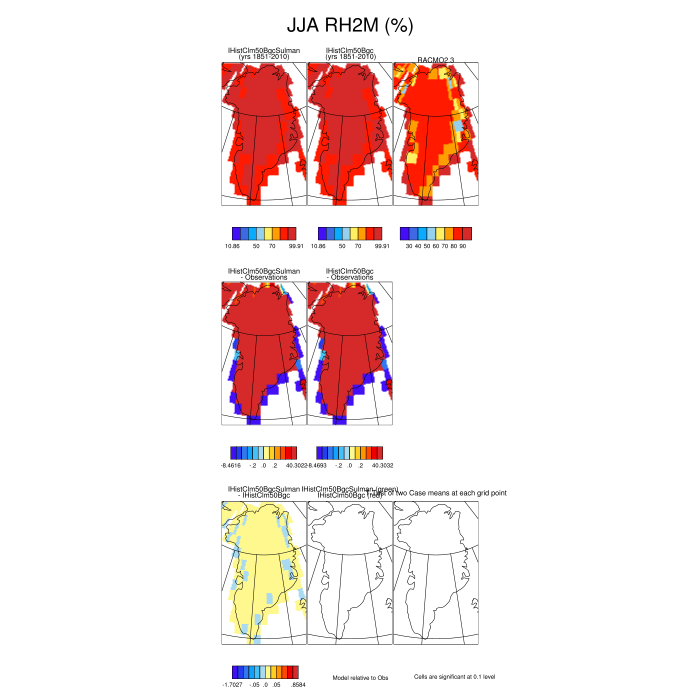 JJA RH2M (%)
IHistClm50BgcSulman
(yrs 1851-2010)
IHistClm50Bgc
(yrs 1851-2010)
RACMO2.3
10.86 50 70 99.91
10.86 50 70 99.91
30 40 50 60 70 80 90
IHistClm50BgcSulman
- Observations
IHistClm50Bgc
- Observations
-8.4616 -.2 .0 .2 40.3022
-8.4693 -.2 .0 .2 40.3032
IHistClm50BgcSulman
- IHistClm50Bgc
IHistClm50BgcSulman (green)
IHistClm50Bgc (red)
of two Case means at each grid point
-1.7027 -.05 .0 .05 .8584
Model relative to Obs
Cells are significant at 0.1 level